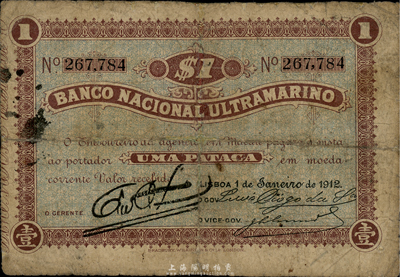 1 1
Nº 267,784 $1 Nº 267,784
BANCO NACIONAL ULTRAMARINO
O Thesoureiro da agencia em Macau pagará á vista
ao portador UMA PATACA em moeda
corrente Valor recebido
LISBOA 1 de Janeiro de 1912.
O GOV.
O GERENTE.
O VICE-GOV.
壹 壹